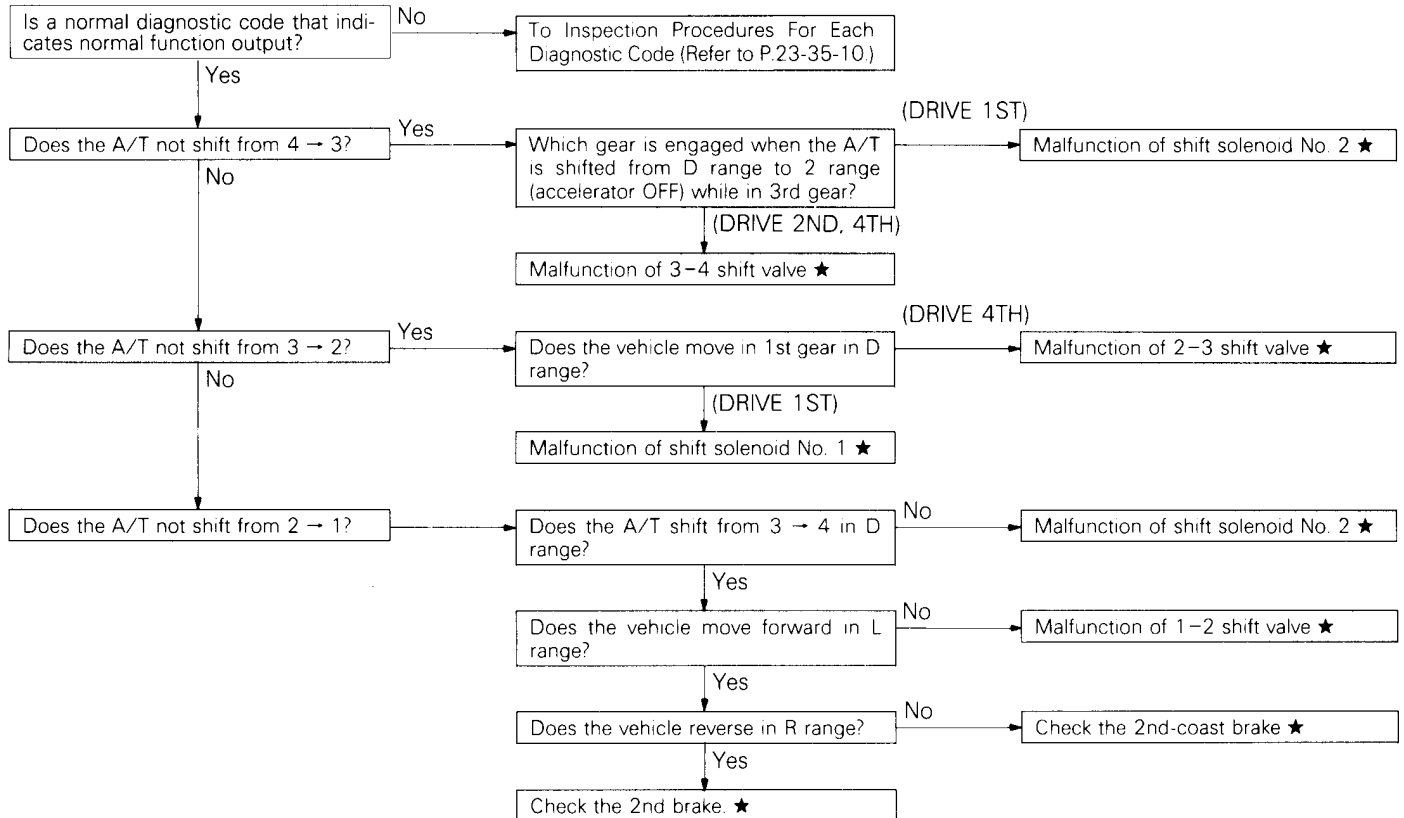 Is a normal diagnostic code that indi-
cates normal function output?
No
To Inspection Procedures For Each
Diagnostic Code (Refer to P.23-35-10.)
Yes
Does the A/T not shift from 4 → 3?
Yes
Which gear is engaged when the A/T
is shifted from D range to 2 range
(accelerator OFF) while in 3rd gear?
(DRIVE 1ST)
Malfunction of shift solenoid No. 2 ★
No
(DRIVE 2ND, 4TH)
Malfunction of 3–4 shift valve ★
Does the A/T not shift from 3 → 2?
Yes
Does the vehicle move in 1st gear in D
range?
(DRIVE 4TH)
Malfunction of 2–3 shift valve ★
No
(DRIVE 1ST)
Malfunction of shift solenoid No. 1 ★
Does the A/T not shift from 2 → 1?
Does the A/T shift from 3 → 4 in D
range?
No
Malfunction of shift solenoid No. 2 ★
Yes
Does the vehicle move forward in L
range?
No
Malfunction of 1–2 shift valve ★
Yes
Does the vehicle reverse in R range?
No
Check the 2nd-coast brake ★
Yes
Check the 2nd brake. ★